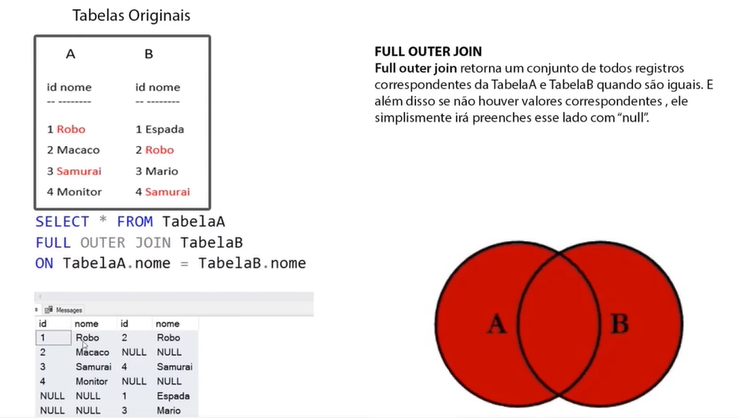 Tabelas Originais
A B
id nome id nome
-- -------- -- --------
1 Robo 1 Espada
2 Macaco 2 Robo
3 Samurai 3 Mario
4 Monitor 4 Samurai
SELECT * FROM TabelaA
FULL OUTER JOIN TabelaB
ON TabelaA.nome = TabelaB.nome
Messages
id nome id nome
1 Robo 2 Robo
2 Macaco NULL NULL
3 Samurai 4 Samurai
4 Monitor NULL NULL
NULL NULL 1 Espada
NULL NULL 3 Mario
FULL OUTER JOIN
Full outer join retorna um conjunto de todos registros
correspondentes da TabelaA e TabelaB quando são iguais. E
além disso se não houver valores correspondentes , ele
simplismente irá preenches esse lado com “null”.
A B